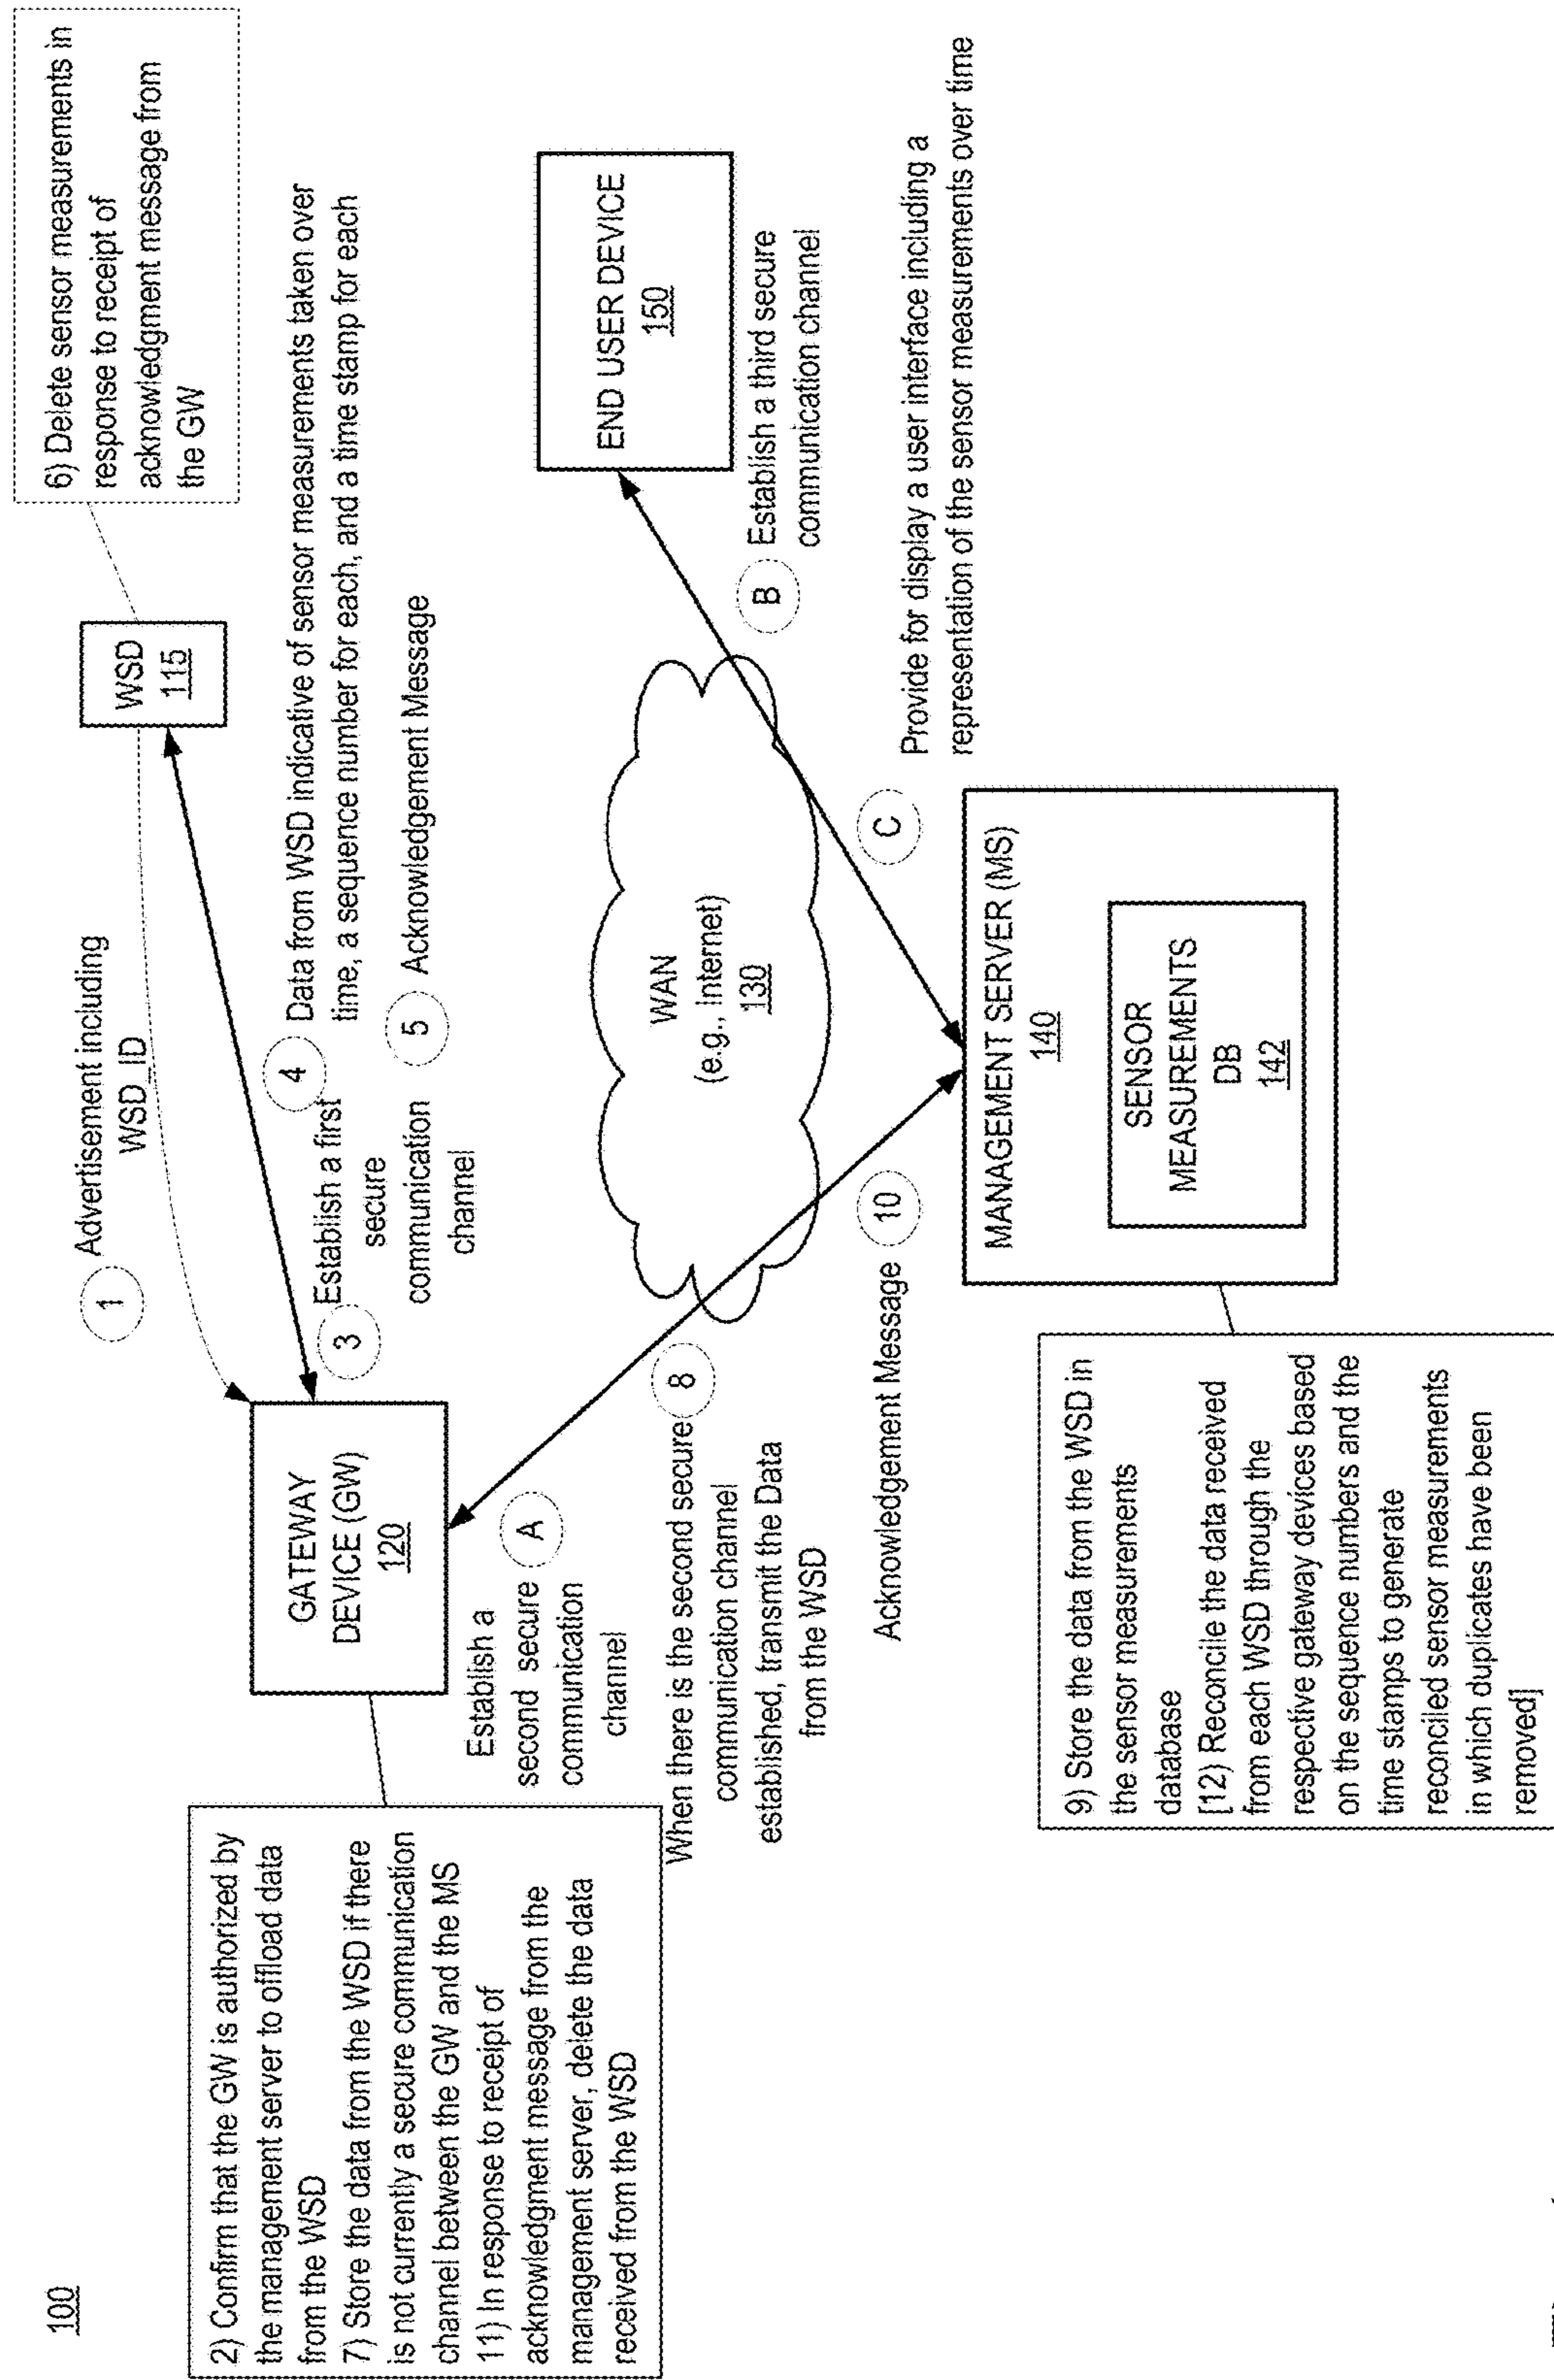 100
1
Advertisement including
WSD_ID
WSD
115
6) Delete sensor measurements in
response to receipt of
acknowledgment message from
the GW
2) Confirm that the GW is authorized by
the management server to offload data
from the WSD
7) Store the data from the WSD if there
is not currently a secure communication
channel between the GW and the MS
11) In response to receipt of
acknowledgment message from the
management server, delete the data
received from the WSD
GATEWAY
DEVICE (GW)
120
3
Establish a first
secure
communication
channel
4
Data from WSD indicative of sensor measurements taken over
time, a sequence number for each, and a time stamp for each
5
Acknowledgement Message
Establish a
second secure
communication
channel
A
WAN
(e.g., Internet)
130
END USER DEVICE
150
B
Establish a third secure
communication channel
When there is the second secure
communication channel
established, transmit the Data
from the WSD
8
Acknowledgement Message
10
C
Provide for display a user interface including a
representation of the sensor measurements over time
MANAGEMENT SERVER (MS)
140
SENSOR
MEASUREMENTS
DB
142
9) Store the data from the WSD in
the sensor measurements
database
[12) Reconcile the data received
from each WSD through the
respective gateway devices based
on the sequence numbers and the
time stamps to generate
reconciled sensor measurements
in which duplicates have been
removed]